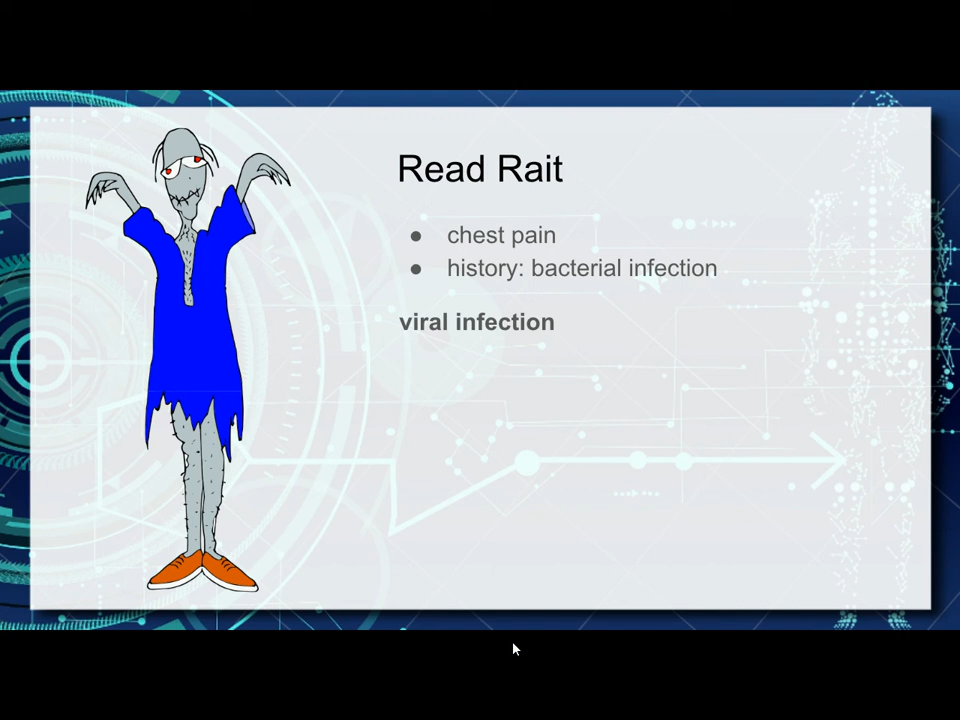 Read Rait
● chest pain
● history: bacterial infection
viral infection